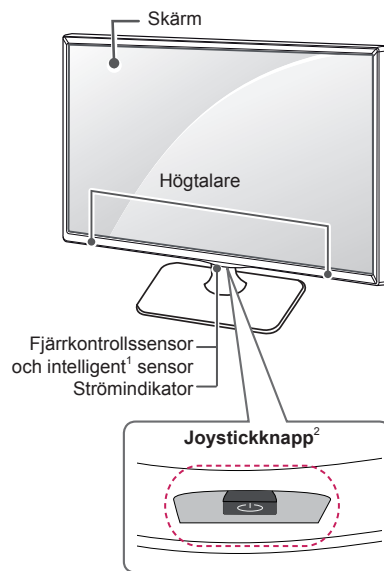 Skärm
Högtalare
Fjärrkontrollssensor
och intelligent¹ sensor
Strömindikator
Joystickknapp²